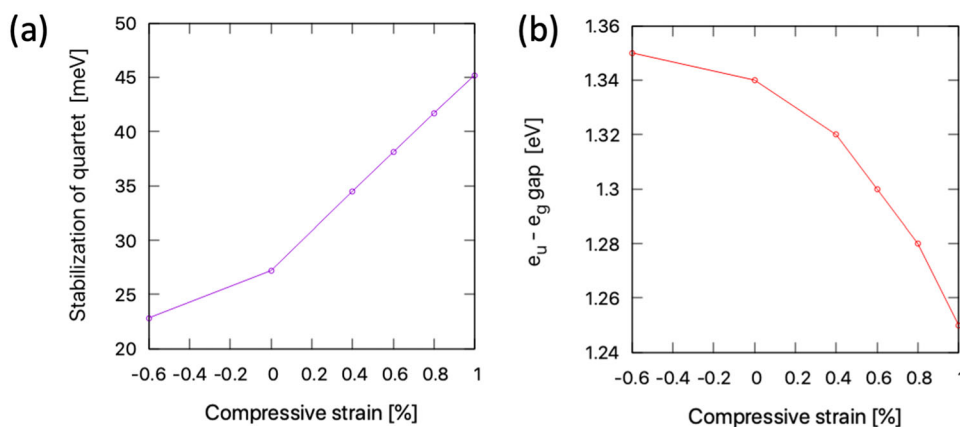 (a)
Stabilization of quartet [meV]
50
45
40
35
30
25
20
-0.6 -0.4 -0.2 0 0.2 0.4 0.6 0.8 1
Compressive strain [%]
(b)
e_u - e_g gap [eV]
1.36
1.34
1.32
1.3
1.28
1.26
1.24
-0.6 -0.4 -0.2 0 0.2 0.4 0.6 0.8 1
Compressive strain [%]